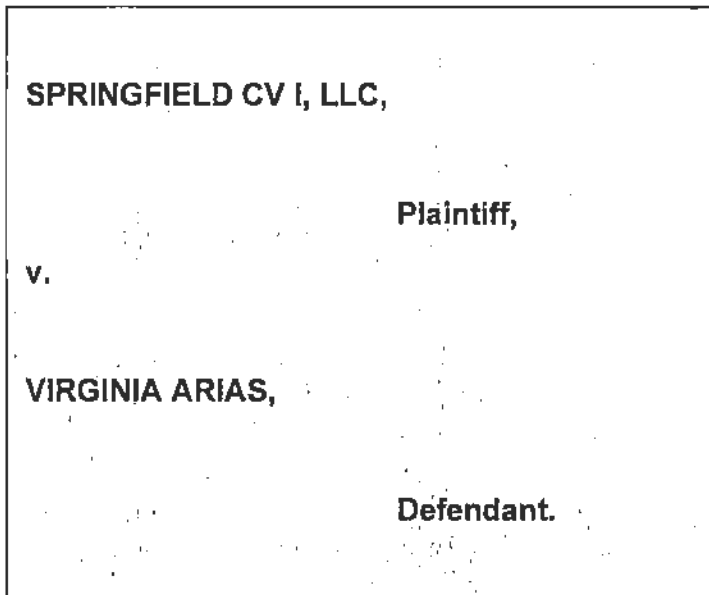 SPRINGFIELD CV I, LLC,
Plaintiff,
v.
VIRGINIA ARIAS,
Defendant.